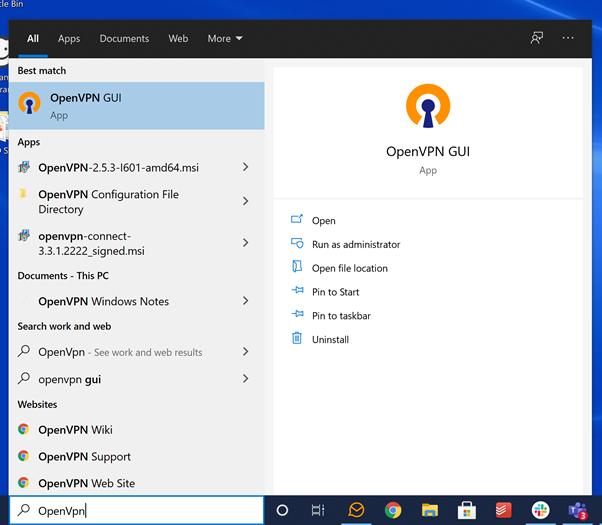 cle Bin
All Apps Documents Web More
Best match
OpenVPN GUI
App
Apps
OpenVPN-2.5.3-I601-amd64.msi
OpenVPN Configuration File
Directory
openvpn-connect-
3.3.1.2222_signed.msi
Documents - This PC
OpenVPN Windows Notes
Search work and web
OpenVpn - See work and web results
openvpn gui
Websites
OpenVPN Wiki
OpenVPN Support
OpenVPN Web Site
OpenVPN GUI
App
Open
Run as administrator
Open file location
Pin to Start
Pin to taskbar
Uninstall
OpenVpn
3